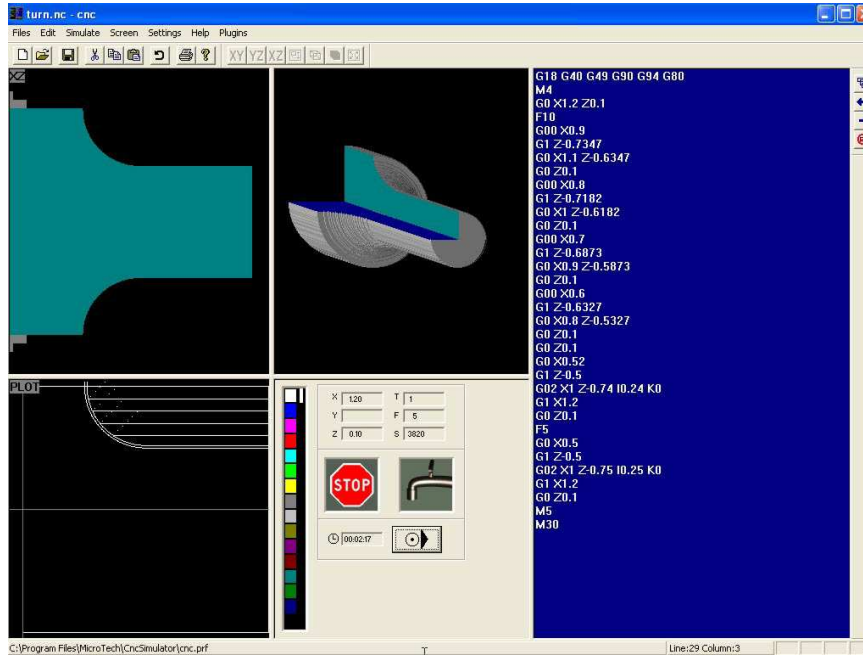 turn.nc - cnc
Files Edit Simulate Screen Settings Help Plugins
XY YZ XZ
XZ
PLOT
X 1.20 T 1
Y F 5
Z 0.10 S 3820
STOP
00:02:17
G18 G40 G49 G90 G94 G80
M4
G0 X1.2 Z0.1
F10
G00 X0.9
G1 Z-0.7347
G0 X1.1 Z-0.6347
G0 Z0.1
G00 X0.8
G1 Z-0.7182
G0 X1 Z-0.6182
G0 Z0.1
G00 X0.7
G1 Z-0.6873
G0 X0.9 Z-0.5873
G0 Z0.1
G00 X0.6
G1 Z-0.6327
G0 X0.8 Z-0.5327
G0 Z0.1
G0 Z0.1
G0 X0.52
G1 Z-0.5
G02 X1 Z-0.74 I0.24 K0
G1 X1.2
G0 Z0.1
F5
G0 X0.5
G1 Z-0.5
G02 X1 Z-0.75 I0.25 K0
G1 X1.2
G0 Z0.1
M5
M30
C:\Program Files\MicroTech\CncSimulator\cnc.prf
Line:29 Column:3